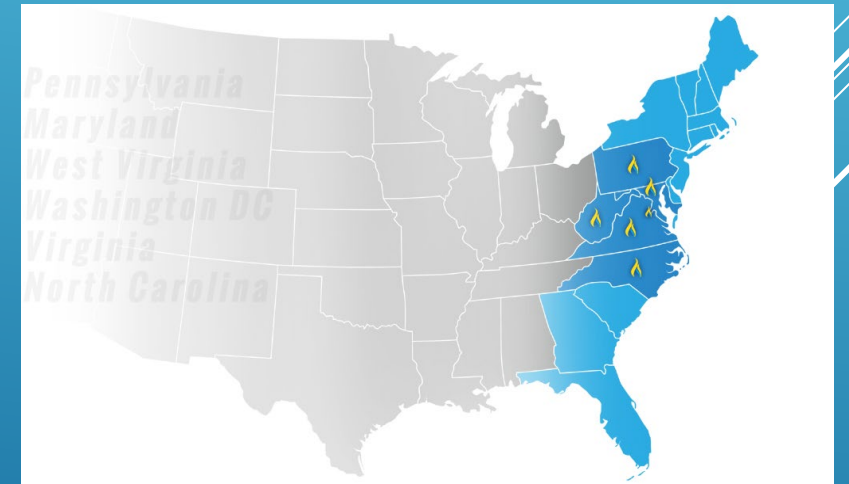 Pennsylvania
Maryland
West Virginia
Washington DC
Virginia
North Carolina